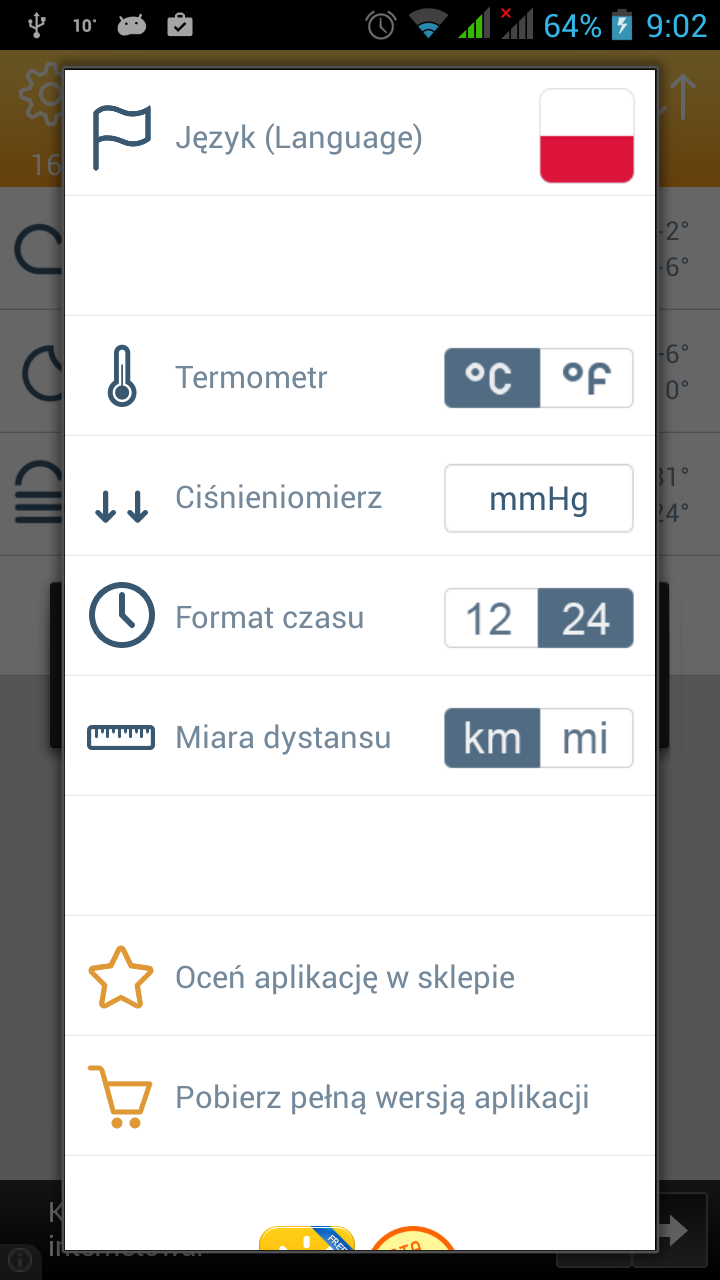 10°
64%
9:02
16
Język (Language)
-2°
-6°
Termometr
°C
°F
-6°
0°
Ciśnieniomierz
mmHg
31°
24°
Format czasu
12
24
Miara dystansu
km
mi
Oceń aplikację w sklepie
Pobierz pełną wersją aplikacji
FREE